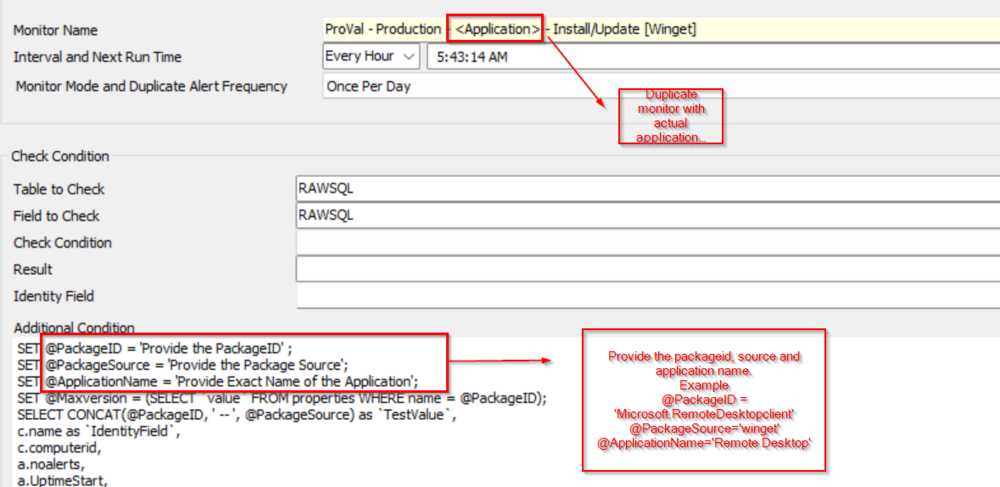 Monitor Name
ProVal - Production - <Application> - Install/Update [Winget]
Interval and Next Run Time
Every Hour
5:43:14 AM
Monitor Mode and Duplicate Alert Frequency
Once Per Day
Duplicate
monitor with
actual
application..
Check Condition
Table to Check
RAWSQL
Field to Check
RAWSQL
Check Condition
Result
Identity Field
Additional Condition
SET @PackageID = 'Provide the PackageID' ;
SET @PackageSource = 'Provide the Package Source';
SET @ApplicationName = 'Provide Exact Name of the Application';
SET @Maxversion = (SELECT `value` FROM properties WHERE name = @PackageID);
SELECT CONCAT(@PackageID, ' -- ', @PackageSource) as `TestValue`,
c.name as `IdentityField`,
c.computerid,
a.noalerts,
a.UptimeStart,
Provide the packageid, source and
application name.
Example
@PackageID =
'Microsoft.RemoteDesktopclient'
@PackageSource='winget'
@ApplicationName='Remote Desktop'